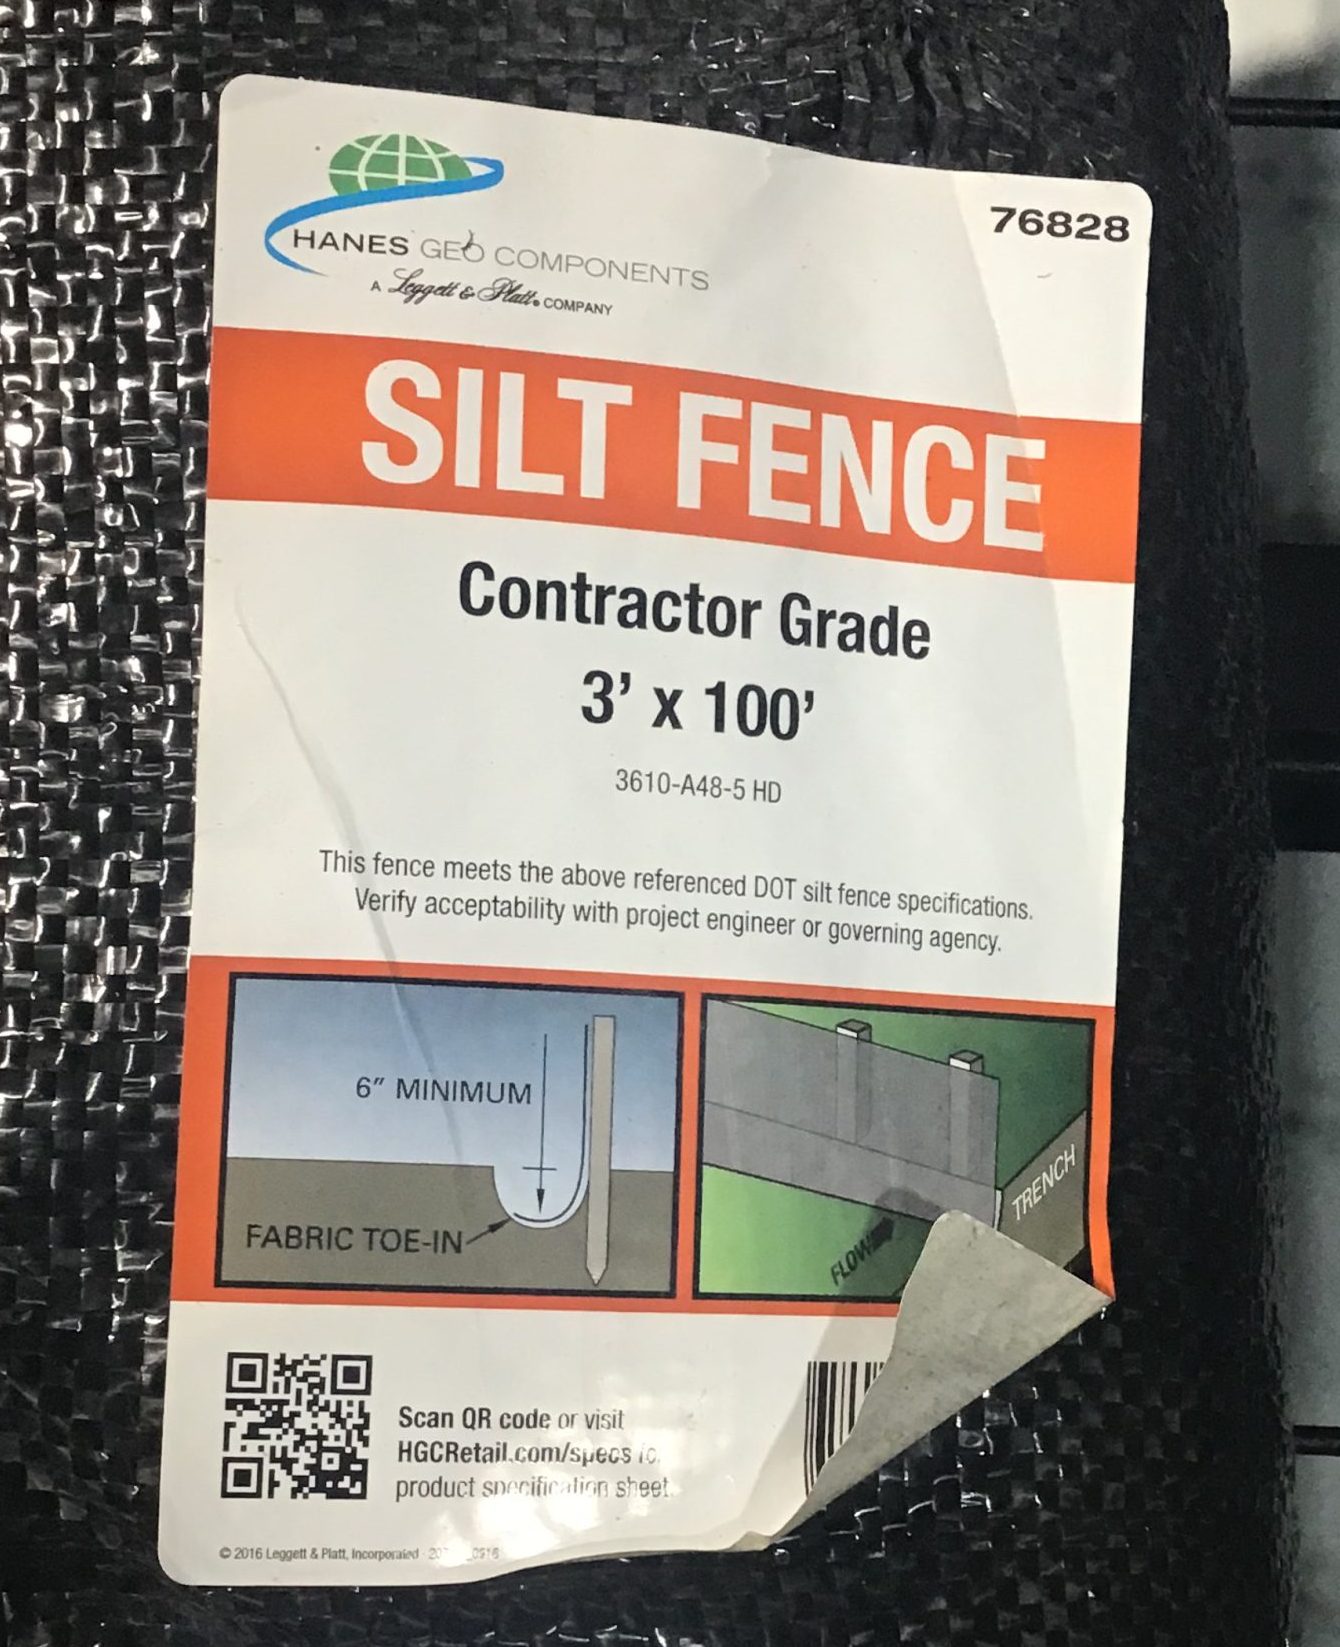 HANES GEO COMPONENTS
A Leggett & Platt COMPANY
76828
SILT FENCE
Contractor Grade
3' x 100'
3610-A48-5 HD
This fence meets the above referenced DOT silt fence specifications.
Verify acceptability with project engineer or governing agency.
6" MINIMUM
FABRIC TOE-IN
TRENCH
FLOW
Scan QR code or visit
HGCRetail.com/specs
product specification sheet.
© 2016 Leggett & Platt, Incorporated